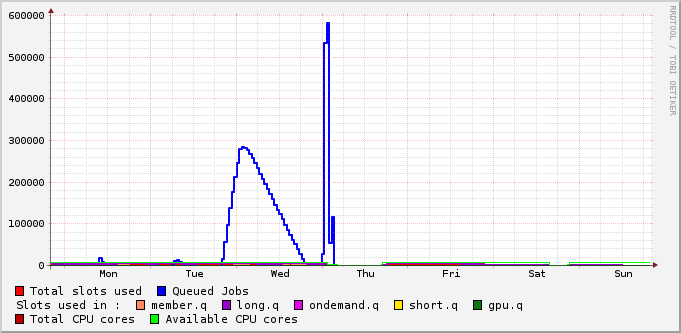 600000
500000
400000
300000
200000
100000
0
Mon Tue Wed Thu Fri Sat Sun
RRDTOOL / TOBI OETIKER
Total slots used Queued Jobs
Slots used in : member.q long.q ondemand.q short.q gpu.q
Total CPU cores Available CPU cores